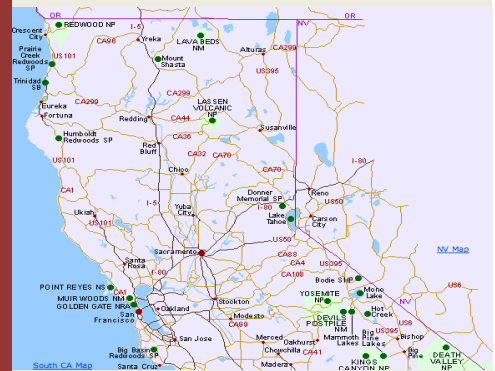 OR
NV
OR
REDWOOD NP
Crescent
City
I-5
Yreka
CA96
LAVA BEDS
NM
Alturas
CA299
Prairie
Creek
Redwoods
SP
US101
Mount
Shasta
US395
Trinidad
SB
CA299
LASSEN
VOLCANIC
NP
Eureka
Fortuna
CA299
Redding
CA44
CA36
Susanville
Humboldt
Redwoods SP
Red
Bluff
CA32
CA70
US101
Chico
CA70
I-80
CA1
Donner
Memorial SP
Reno
I-5
Yuba
City
I-80
Lake
Tahoe
US50
Carson
City
Ukiah
US101
US50
Sacramento
CA88
CA4
US395
NV Map
Santa
Rosa
I-80
CA108
Bodie SHP
POINT REYES NS
CA1
MUIR WOODS NM
GOLDEN GATE NRA
San
Francisco
Oakland
Stockton
YOSEMITE
NP
Mono
Lake
US6
NV
Modesto
CA99
DEVILS
POSTPILE
NM
Hot
Creek
Mammoth
Lakes
Big
Pine
Lakes
US395
US6
Bishop
San Jose
Merced
Oakhurst
Chowchilla
CA41
Big Basin
Redwoods SP
Santa Cruz
Madera
KINGS
CANYON NP
Big
Pine
DEATH
VALLEY
NP
South CA Map